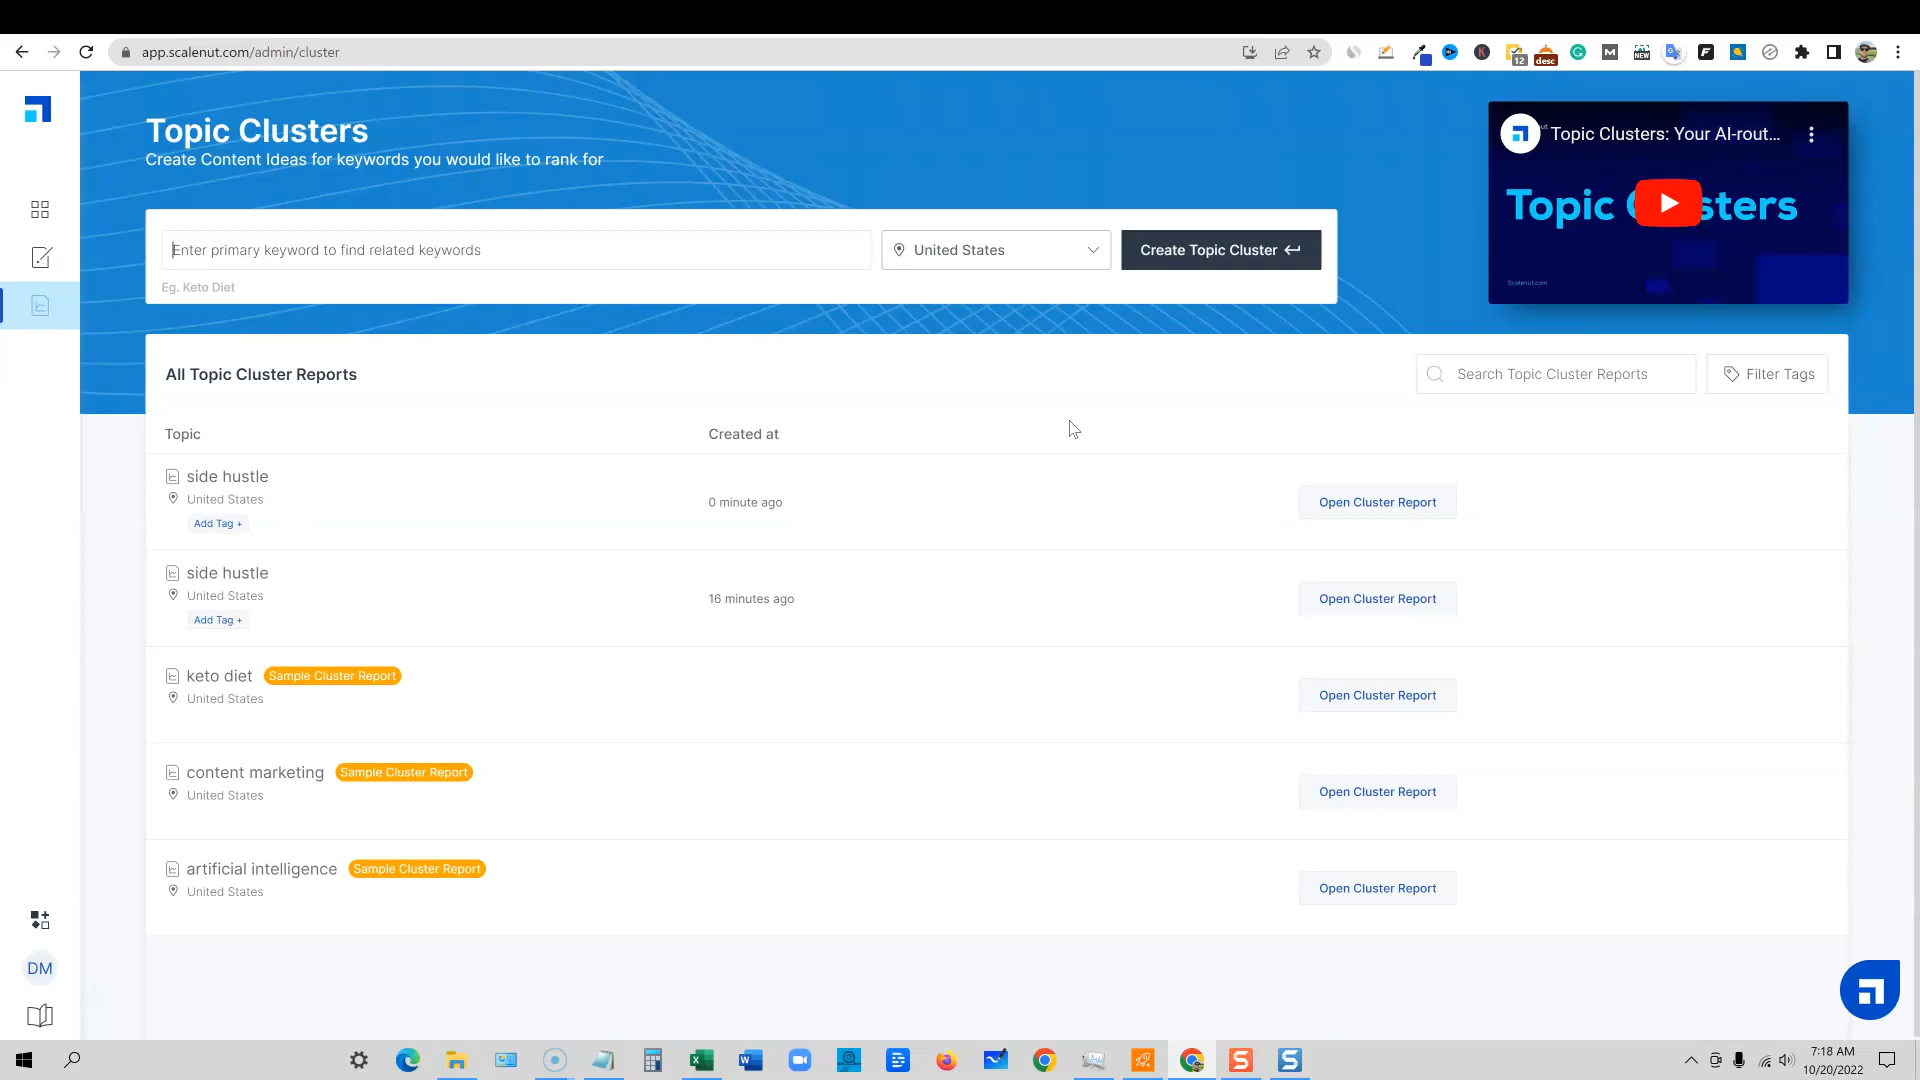 app.scalenut.com/admin/cluster
12
desc
NEW
Topic Clusters
Create Content Ideas for keywords you would like to rank for
Enter primary keyword to find related keywords
United States
Create Topic Cluster
Eg. Keto Diet
Topic Clusters: Your AI-rout...
Scalenut.com
All Topic Cluster Reports
Search Topic Cluster Reports
Filter Tags
Topic
Created at
side hustle
United States
Add Tag +
0 minute ago
Open Cluster Report
side hustle
United States
Add Tag +
16 minutes ago
Open Cluster Report
keto diet
Sample Cluster Report
United States
Open Cluster Report
content marketing
Sample Cluster Report
United States
Open Cluster Report
artificial intelligence
Sample Cluster Report
United States
Open Cluster Report
DM
7:18 AM
10/20/2022